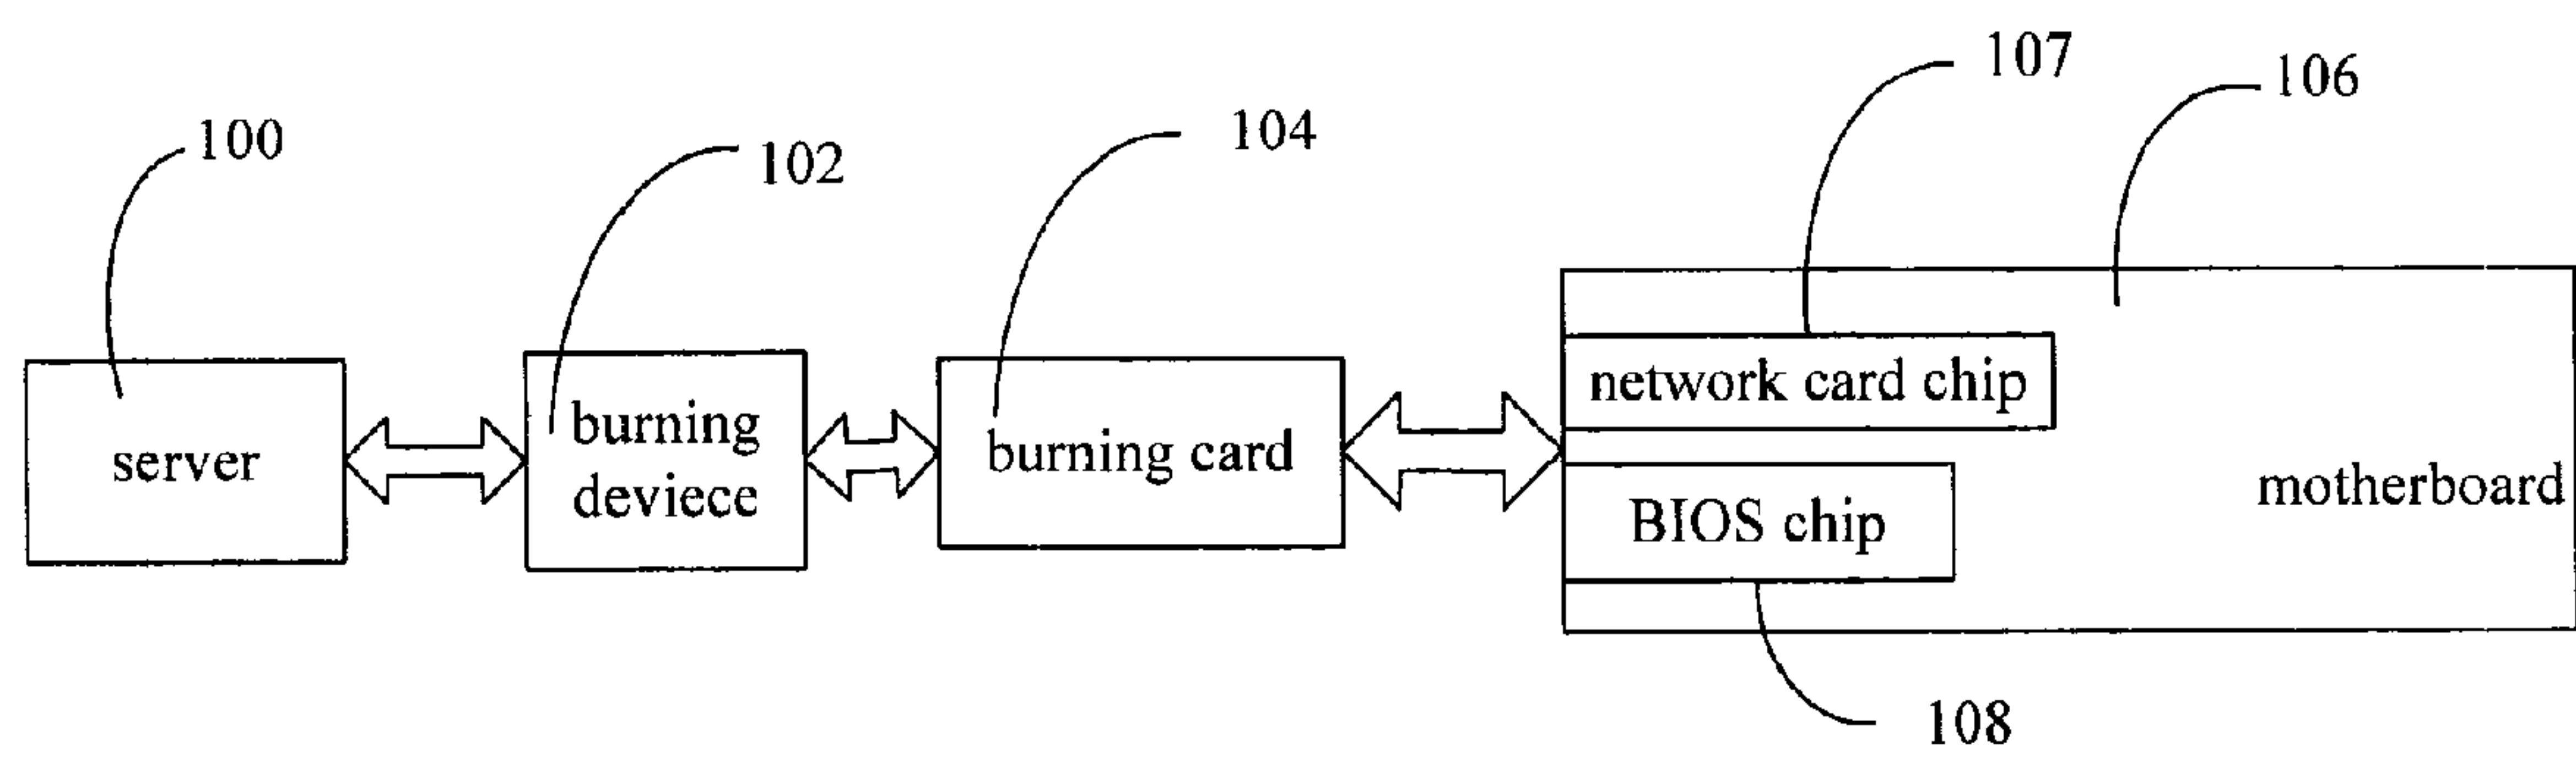 107
106
100
104
102
network card chip
burning
server
burning card
deviece
motherboard
BIOS chip
108